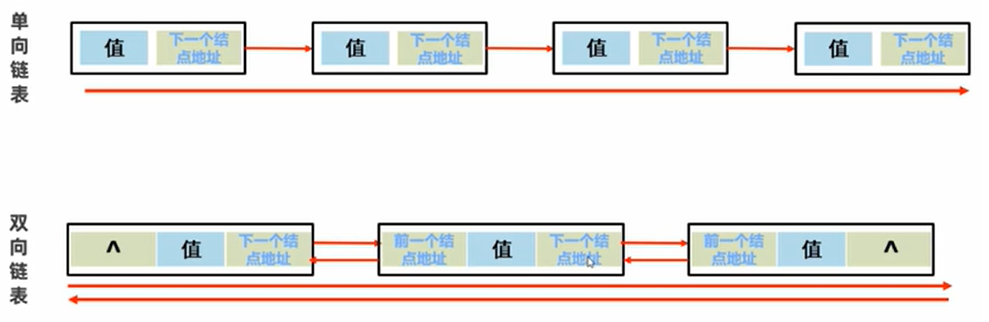 单向链表
值 下一个结 值 下一个结 值 下一个结 值 下一个结
点地址 点地址 点地址 点地址
双向链表
^ 值 下一个结 前一个结 值 下一个结 前一个结 值 ^
点地址 点地址 点地址 点地址